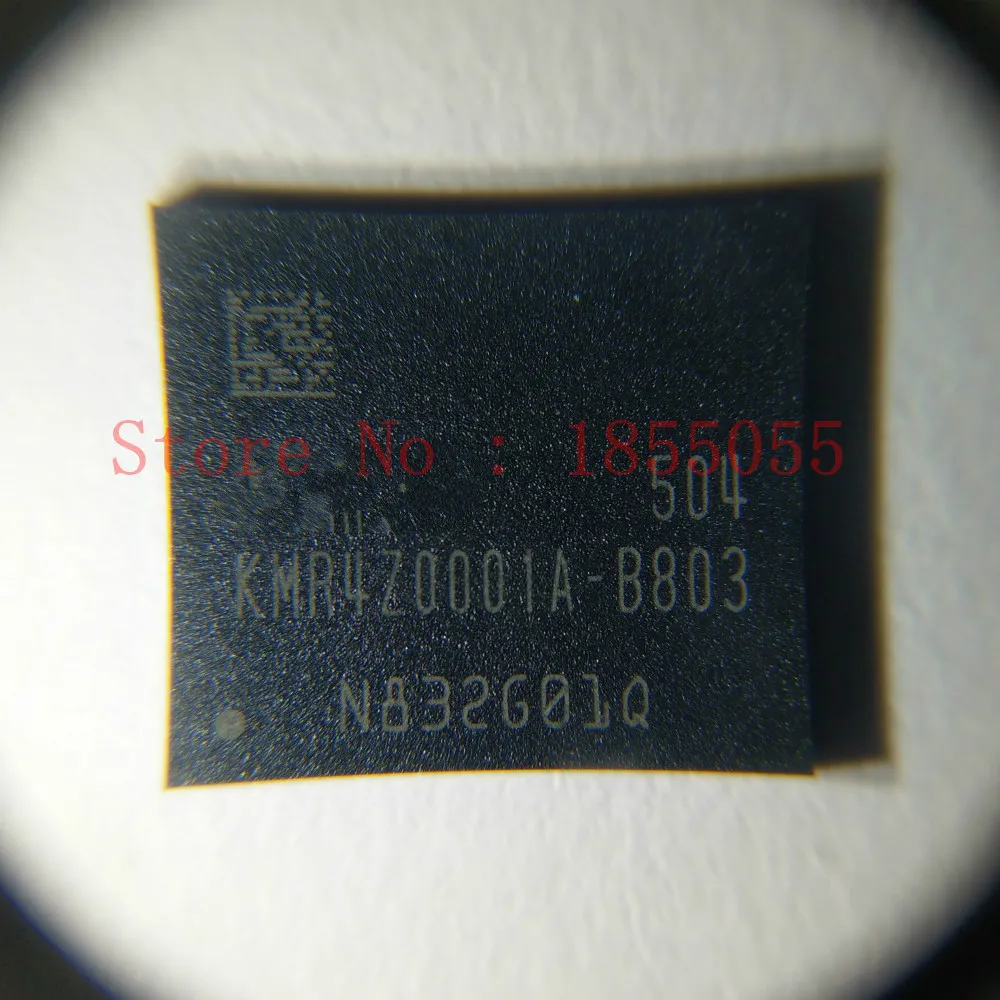 Store No : 1855055
504
KMR4Z0001A-B803
N832G01Q